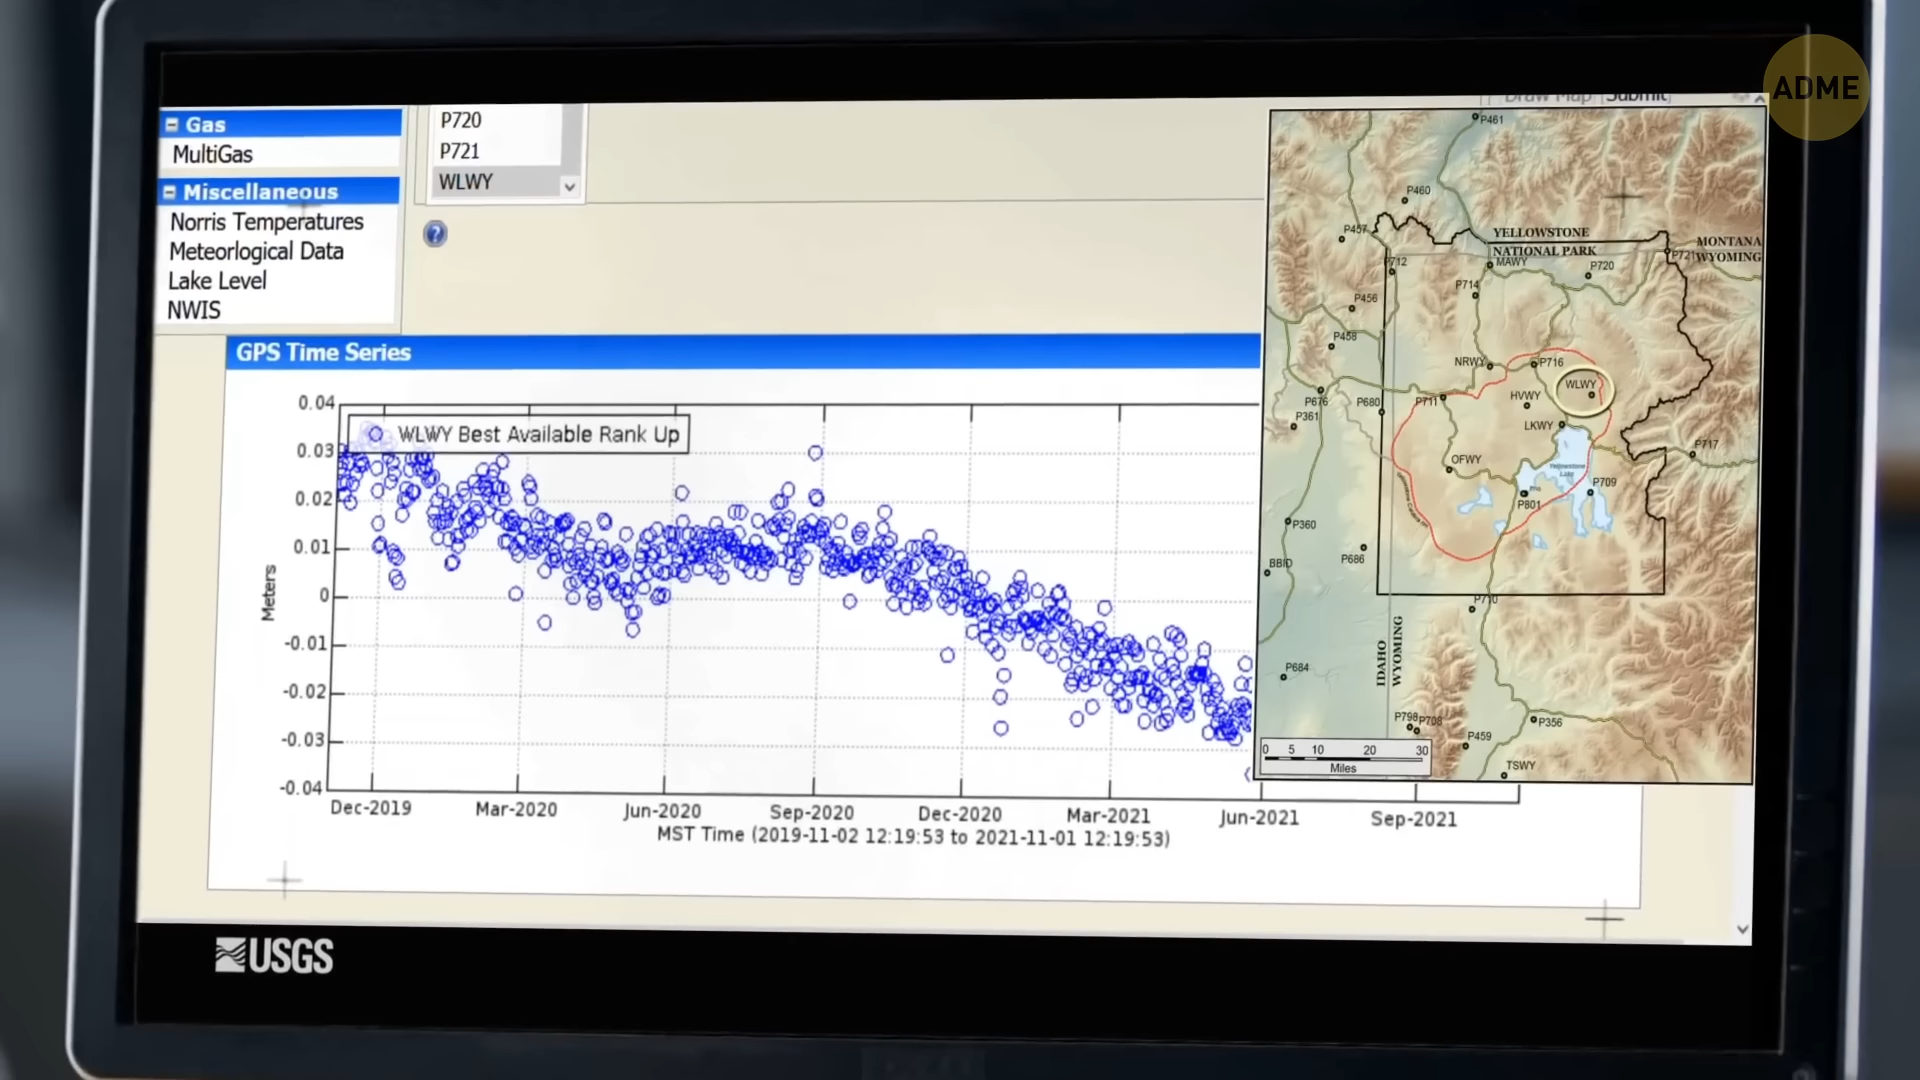 ADME
Gas
MultiGas
Miscellaneous
Norris Temperatures
Meteorlogical Data
Lake Level
NWIS
P720
P721
WLWY
?
Draw Map Submit
GPS Time Series
WLWY Best Available Rank Up
0.04
0.03
0.02
0.01
0
-0.01
-0.02
-0.03
-0.04
Meters
Dec-2019 Mar-2020 Jun-2020 Sep-2020 Dec-2020 Mar-2021 Jun-2021 Sep-2021
MST Time (2019-11-02 12:19:53 to 2021-11-01 12:19:53)
P461
P460
P457
YELLOWSTONE
NATIONAL PARK
MONTANA
WYOMING
P721
P712
MAWY
P720
P714
P456
P458
NRWY
P716
WLWY
P676
P680
P711
HVWY
P361
LKWY
P717
OFWY
Yellowstone
Lake
P709
P801
P360
P686
BBID
P710
IDAHO
WYOMING
P684
P798
P708
P356
P459
TSWY
0 5 10 20 30
Miles
USGS